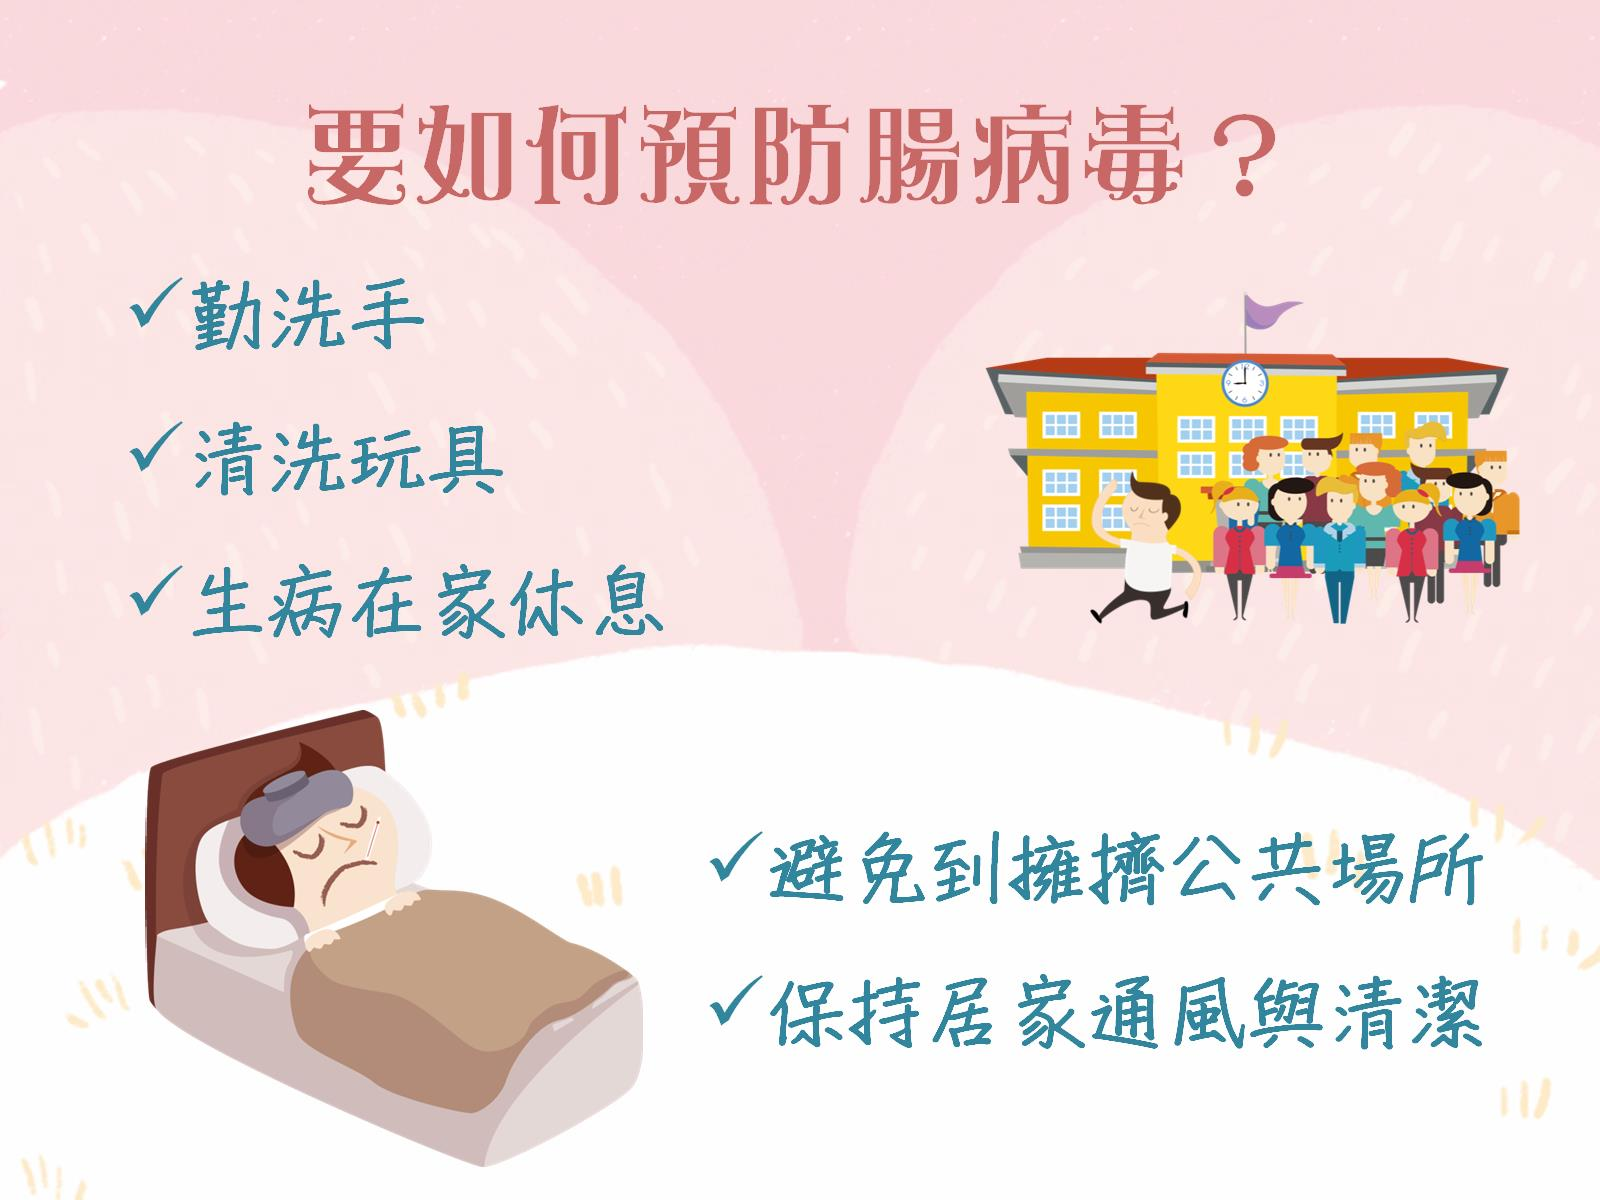 要如何預防腸病毒？
✓勤洗手
✓清洗玩具
✓生病在家休息
✓避免到擁擠公共場所
✓保持居家通風與清潔